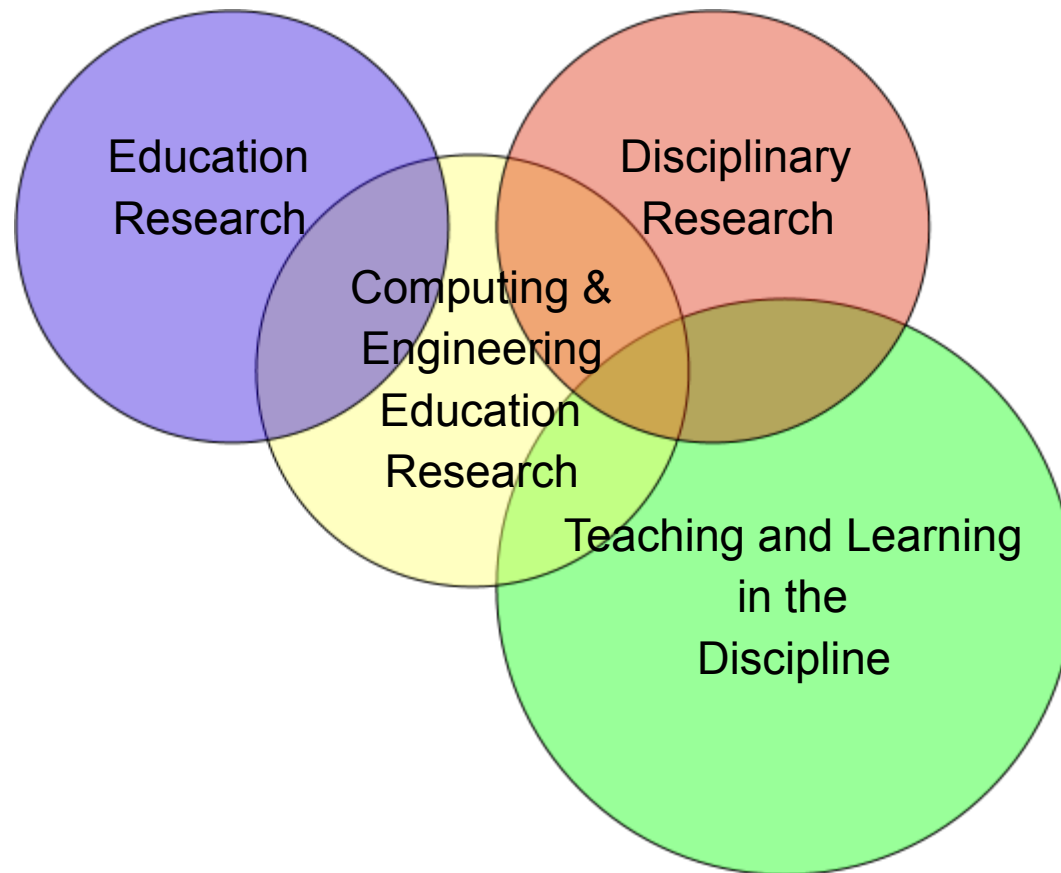 Education
Research
Disciplinary
Research
Computing &
Engineering
Education
Research
Teaching and Learning
in the
Discipline